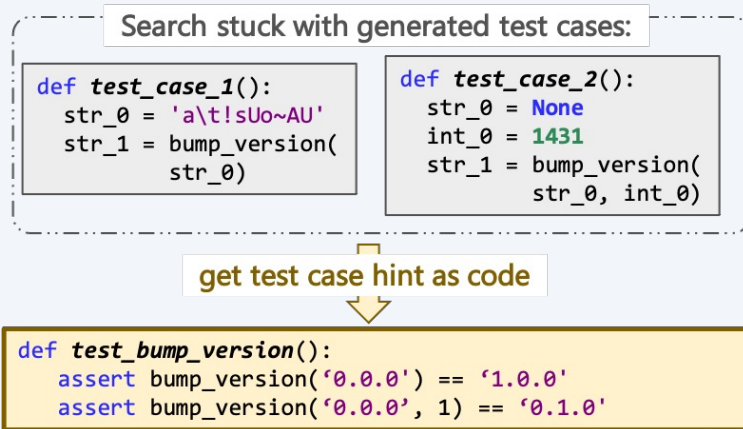 Search stuck with generated test cases:
def test_case_1():
str_0 = 'a\t!sUo~AU'
str_1 = bump_version(
str_0)
def test_case_2():
str_0 = None
int_0 = 1431
str_1 = bump_version(
str_0, int_0)
get test case hint as code
def test_bump_version():
assert bump_version(‘0.0.0') == ‘1.0.0'
assert bump_version(‘0.0.0’, 1) == ‘0.1.0'